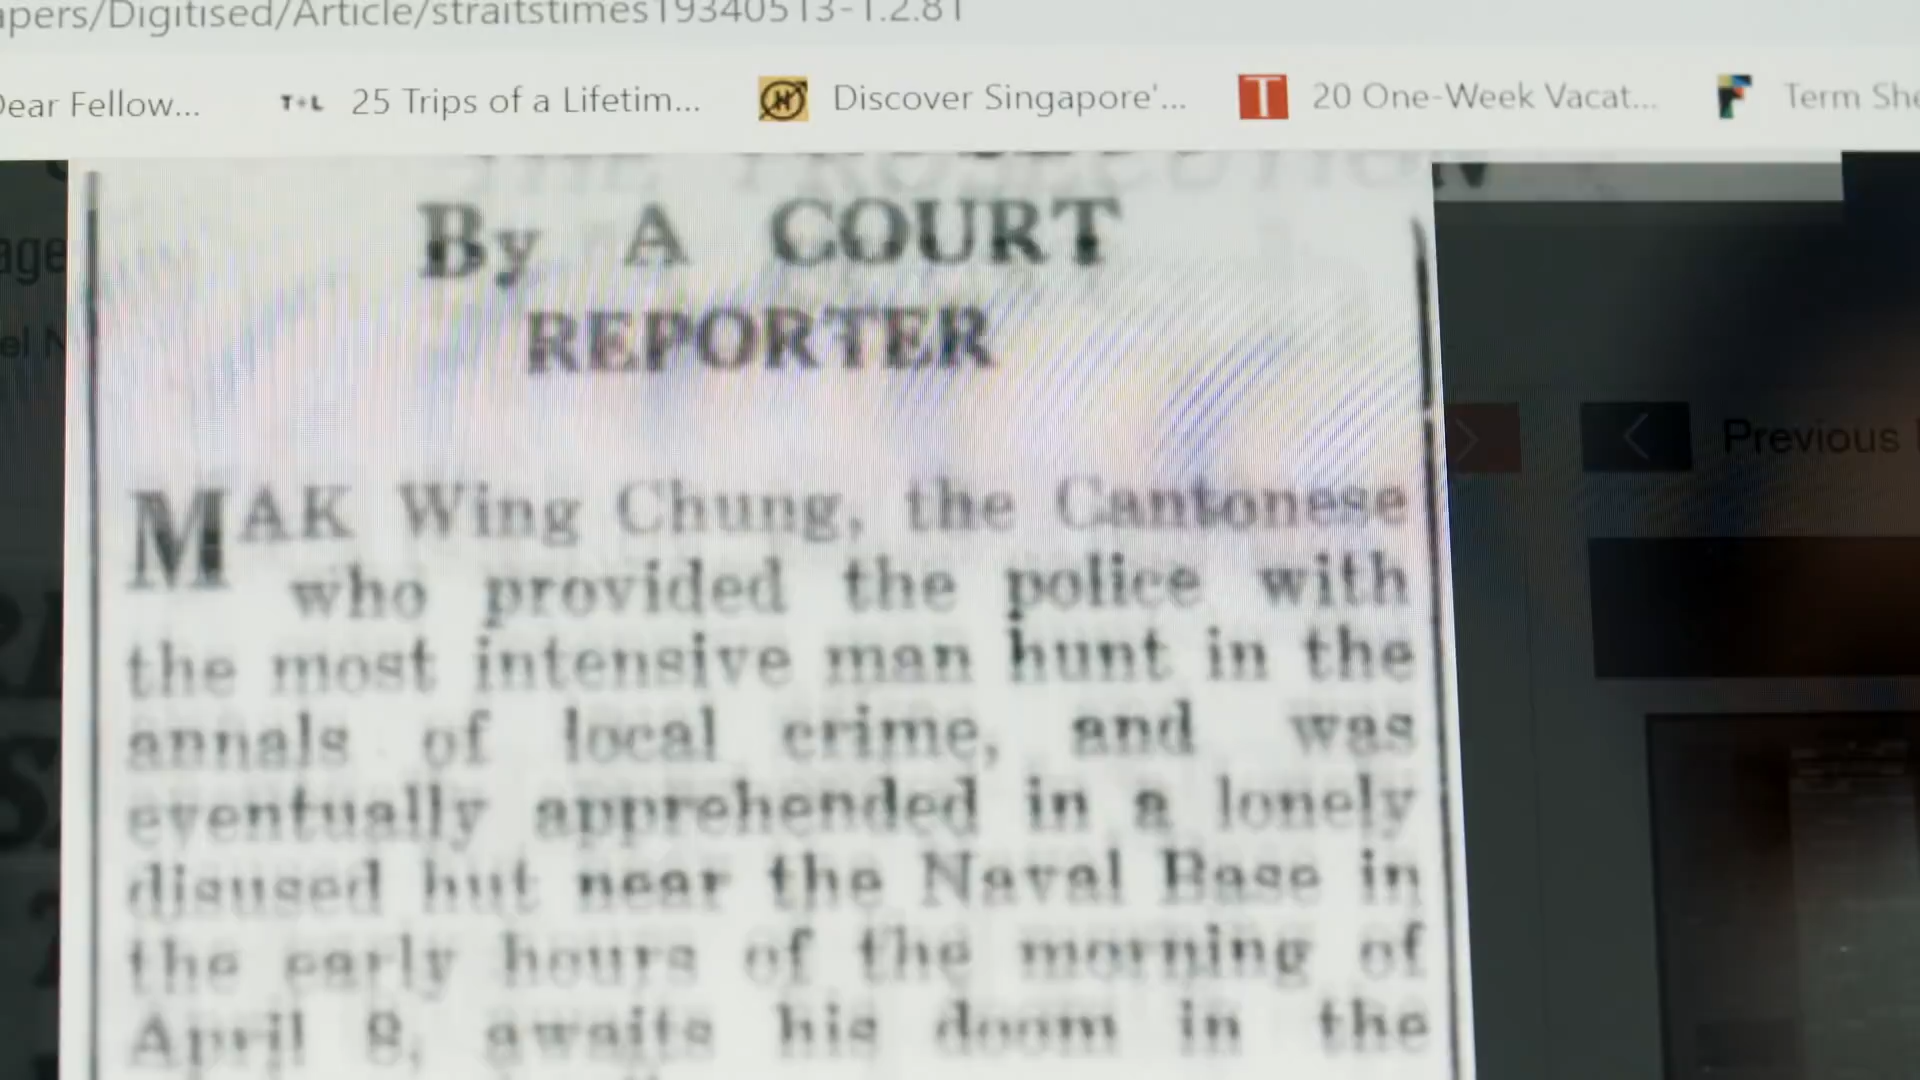 apers/Digitised/Article/straitstimes19340513-1.2.81
Dear Fellow...
T+L 25 Trips of a Lifetim...
Discover Singapore'...
T 20 One-Week Vacat...
F Term She
By A COURT
REPORTER
MAK Wing Chung, the Cantonese
who provided the police with
the most intensive man hunt in the
annals of local crime, and was
eventually apprehended in a lonely
disused hut near the Naval Base in
the early hours of the morning of
April 8, awaits his doom in the
Previous